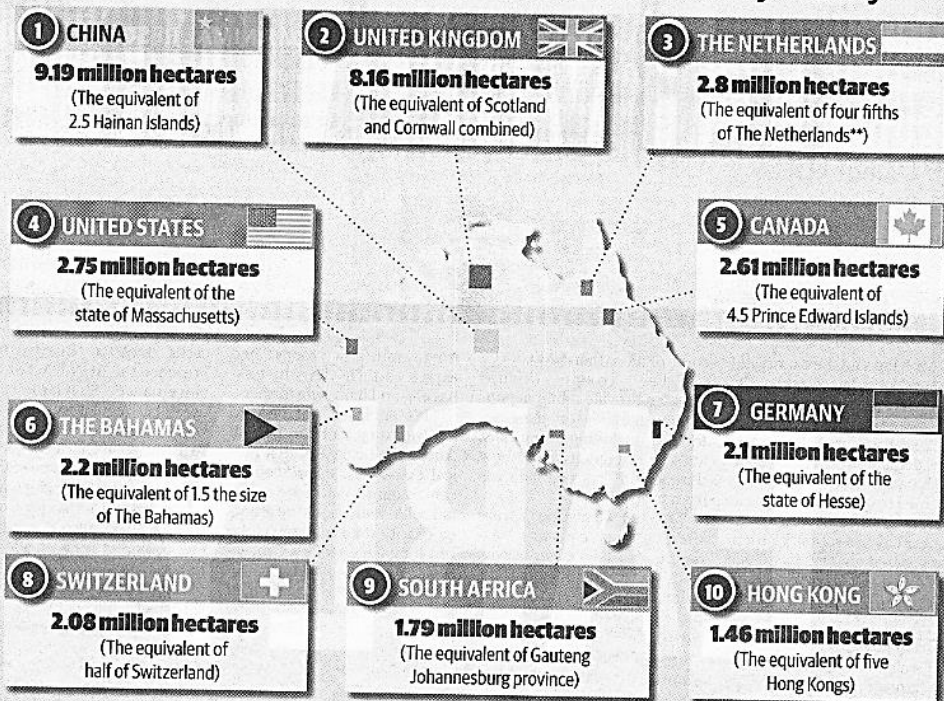 1 CHINA
9.19 million hectares
(The equivalent of
2.5 Hainan Islands)
2 UNITED KINGDOM
8.16 million hectares
(The equivalent of Scotland
and Cornwall combined)
3 THE NETHERLANDS
2.8 million hectares
(The equivalent of four fifths
of The Netherlands**)
4 UNITED STATES
2.75 million hectares
(The equivalent of the
state of Massachusetts)
5 CANADA
2.61 million hectares
(The equivalent of
4.5 Prince Edward Islands)
6 THE BAHAMAS
2.2 million hectares
(The equivalent of 1.5 the size
of The Bahamas)
7 GERMANY
2.1 million hectares
(The equivalent of the
state of Hesse)
8 SWITZERLAND
2.08 million hectares
(The equivalent of
half of Switzerland)
9 SOUTH AFRICA
1.79 million hectares
(The equivalent of Gauteng
Johannesburg province)
10 HONG KONG
1.46 million hectares
(The equivalent of five
Hong Kongs)